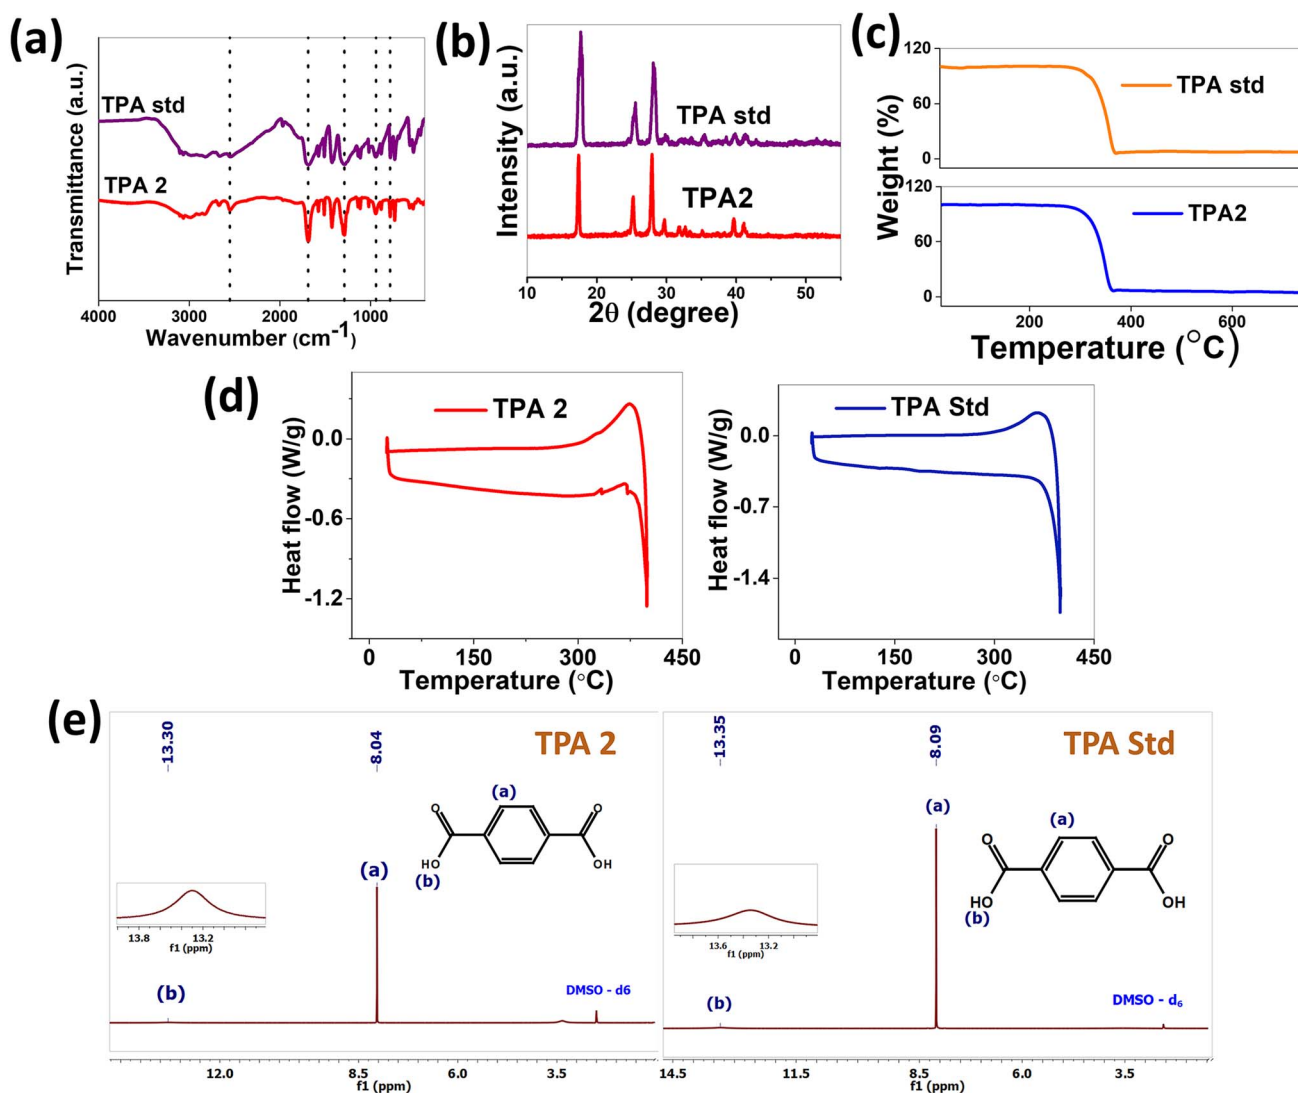 (a)
Transmittance (a.u.)
TPA std
TPA 2
4000 3000 2000 1000
Wavenumber (cm-1)
(b)
Intensity (a.u.)
TPA std
TPA2
10 20 30 40 50
2θ (degree)
(c)
Weight (%)
120
60
0
TPA std
120
60
0
TPA2
200 400 600
Temperature (°C)
(d)
Heat flow (W/g)
0.0
-0.6
-1.2
TPA 2
0 150 300 450
Temperature (°C)
Heat flow (W/g)
0.0
-0.7
-1.4
TPA Std
0 150 300 450
Temperature (°C)
(e)
-13.30
-8.04
TPA 2
(a)
O
O
HO
OH
(b)
(a)
13.8 13.2
f1 (ppm)
(b)
DMSO - d6
12.0 8.5 6.0 3.5
f1 (ppm)
-13.35
-8.09
TPA Std
(a)
(a)
O
O
HO
OH
(b)
13.6 13.2
f1 (ppm)
(b)
DMSO - d6
14.5 11.5 8.5 6.0 3.5
f1 (ppm)